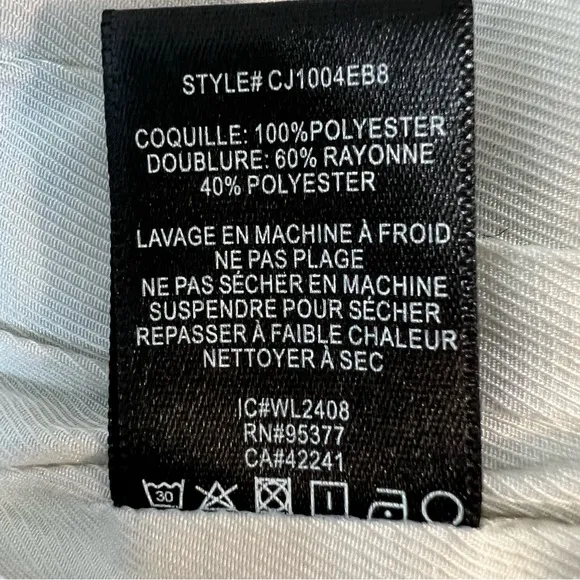 STYLE# CJ1004EB8
COQUILLE: 100%POLYESTER
DOUBLURE: 60% RAYONNE
40% POLYESTER
LAVAGE EN MACHINE À FROID
NE PAS PLAGE
NE PAS SÉCHER EN MACHINE
SUSPENDRE POUR SÉCHER
REPASSER À FAIBLE CHALEUR
NETTOYER À SEC
IC#WL2408
RN#95377
CA#42241
30